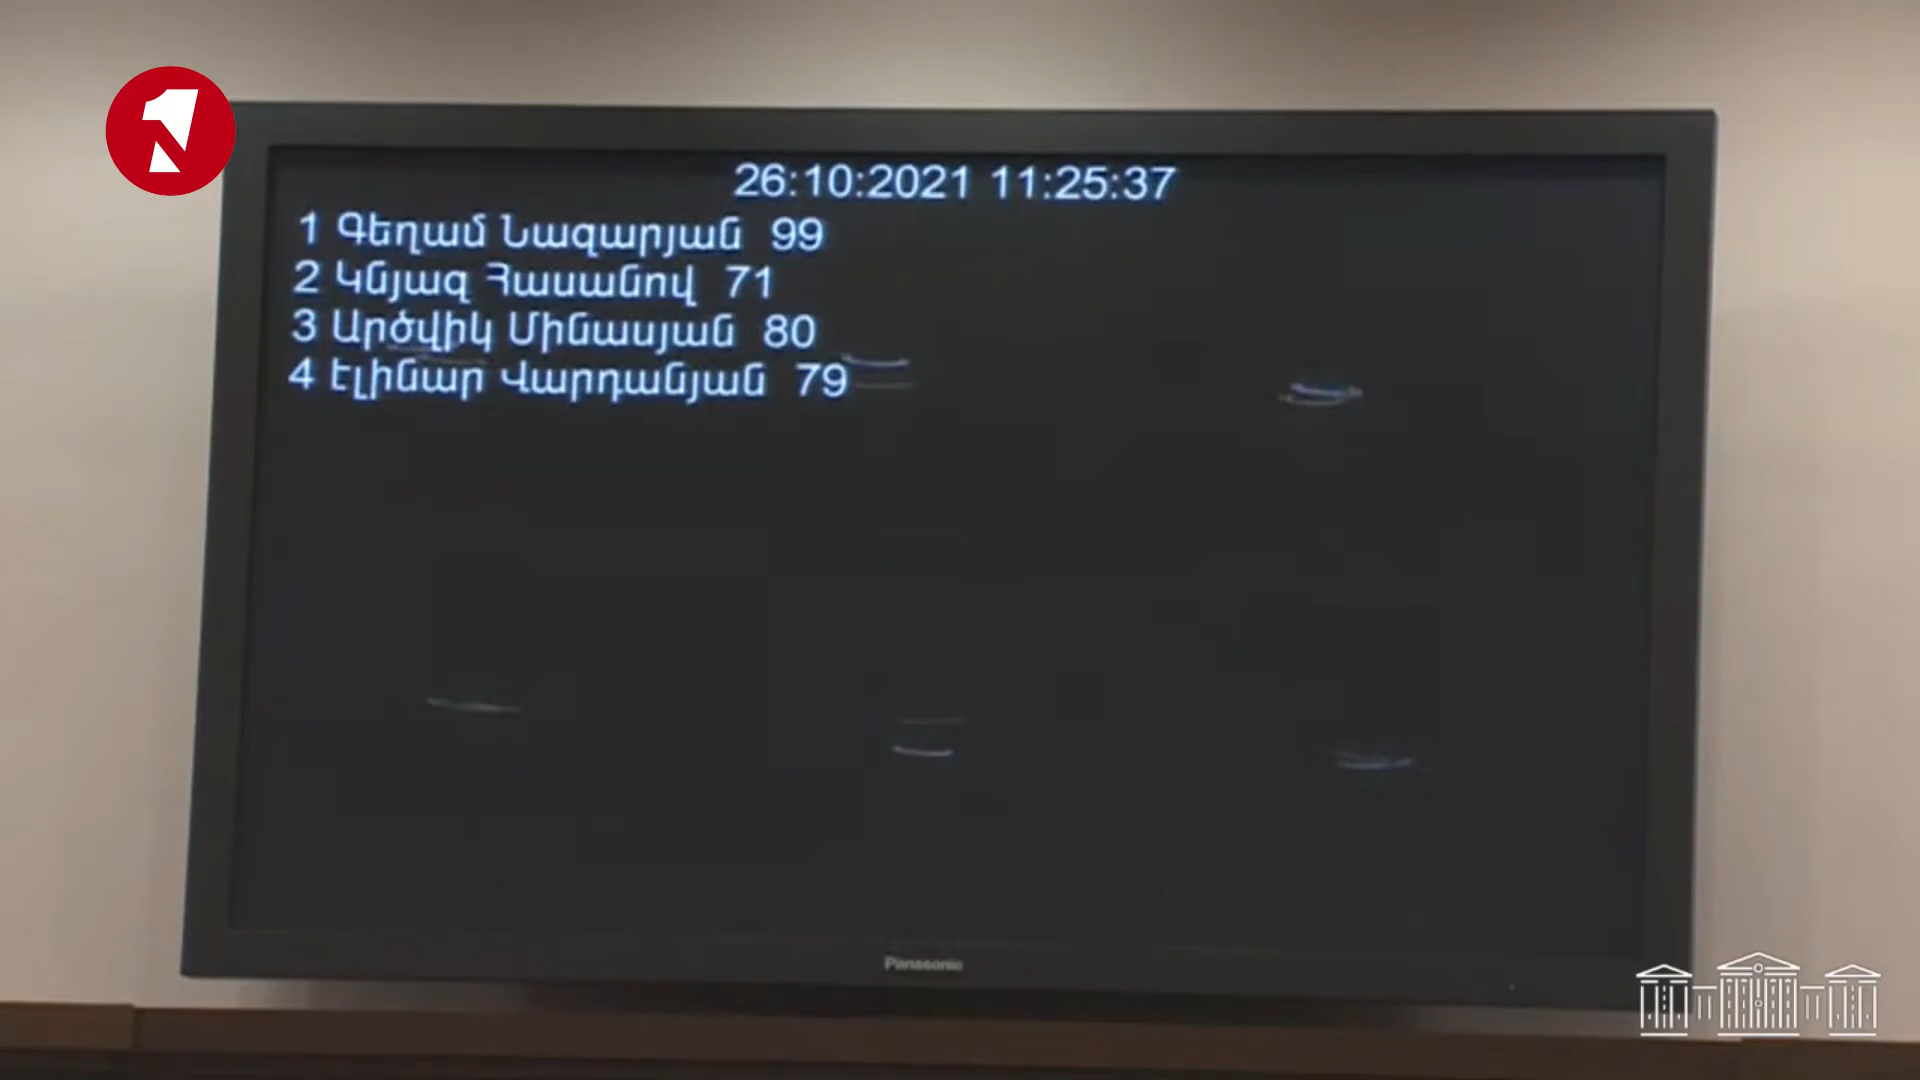 26:10:2021 11:25:37
1 Գեղամ Նազարյան 99
2 Կնյազ Հասանով 71
3 Արծվիկ Մինասյան 80
4 Էլինար Վարդանյան 79
Panasonic